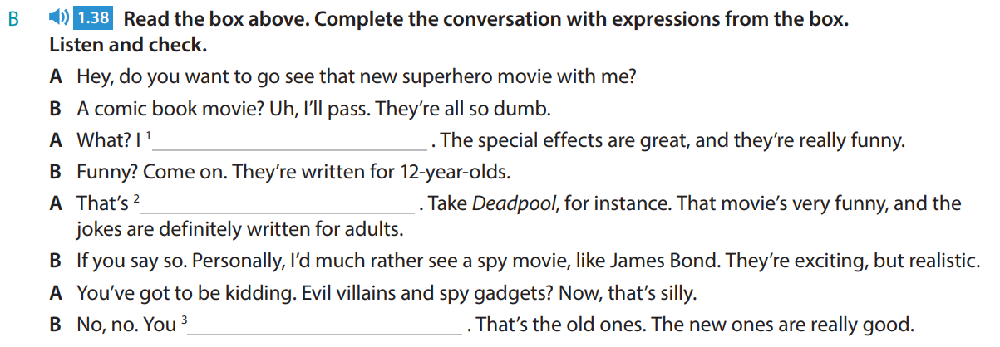 B 1.38 Read the box above. Complete the conversation with expressions from the box.
Listen and check.
A Hey, do you want to go see that new superhero movie with me?
B A comic book movie? Uh, I’ll pass. They’re all so dumb.
A What? I 1 ______________________________ . The special effects are great, and they’re really funny.
B Funny? Come on. They’re written for 12-year-olds.
A That’s 2 ______________________________ . Take Deadpool, for instance. That movie’s very funny, and the
jokes are definitely written for adults.
B If you say so. Personally, I’d much rather see a spy movie, like James Bond. They’re exciting, but realistic.
A You’ve got to be kidding. Evil villains and spy gadgets? Now, that’s silly.
B No, no. You 3 ______________________________ . That’s the old ones. The new ones are really good.